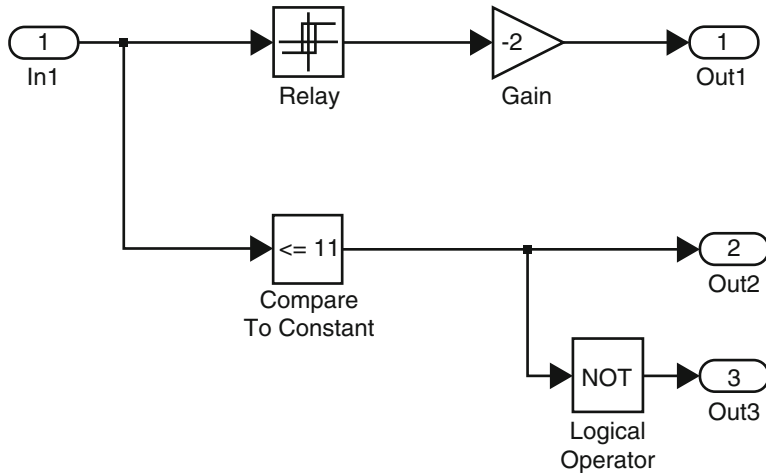 1
In1
Relay
-2
Gain
1
Out1
<= 11
Compare
To Constant
2
Out2
NOT
Logical
Operator
3
Out3